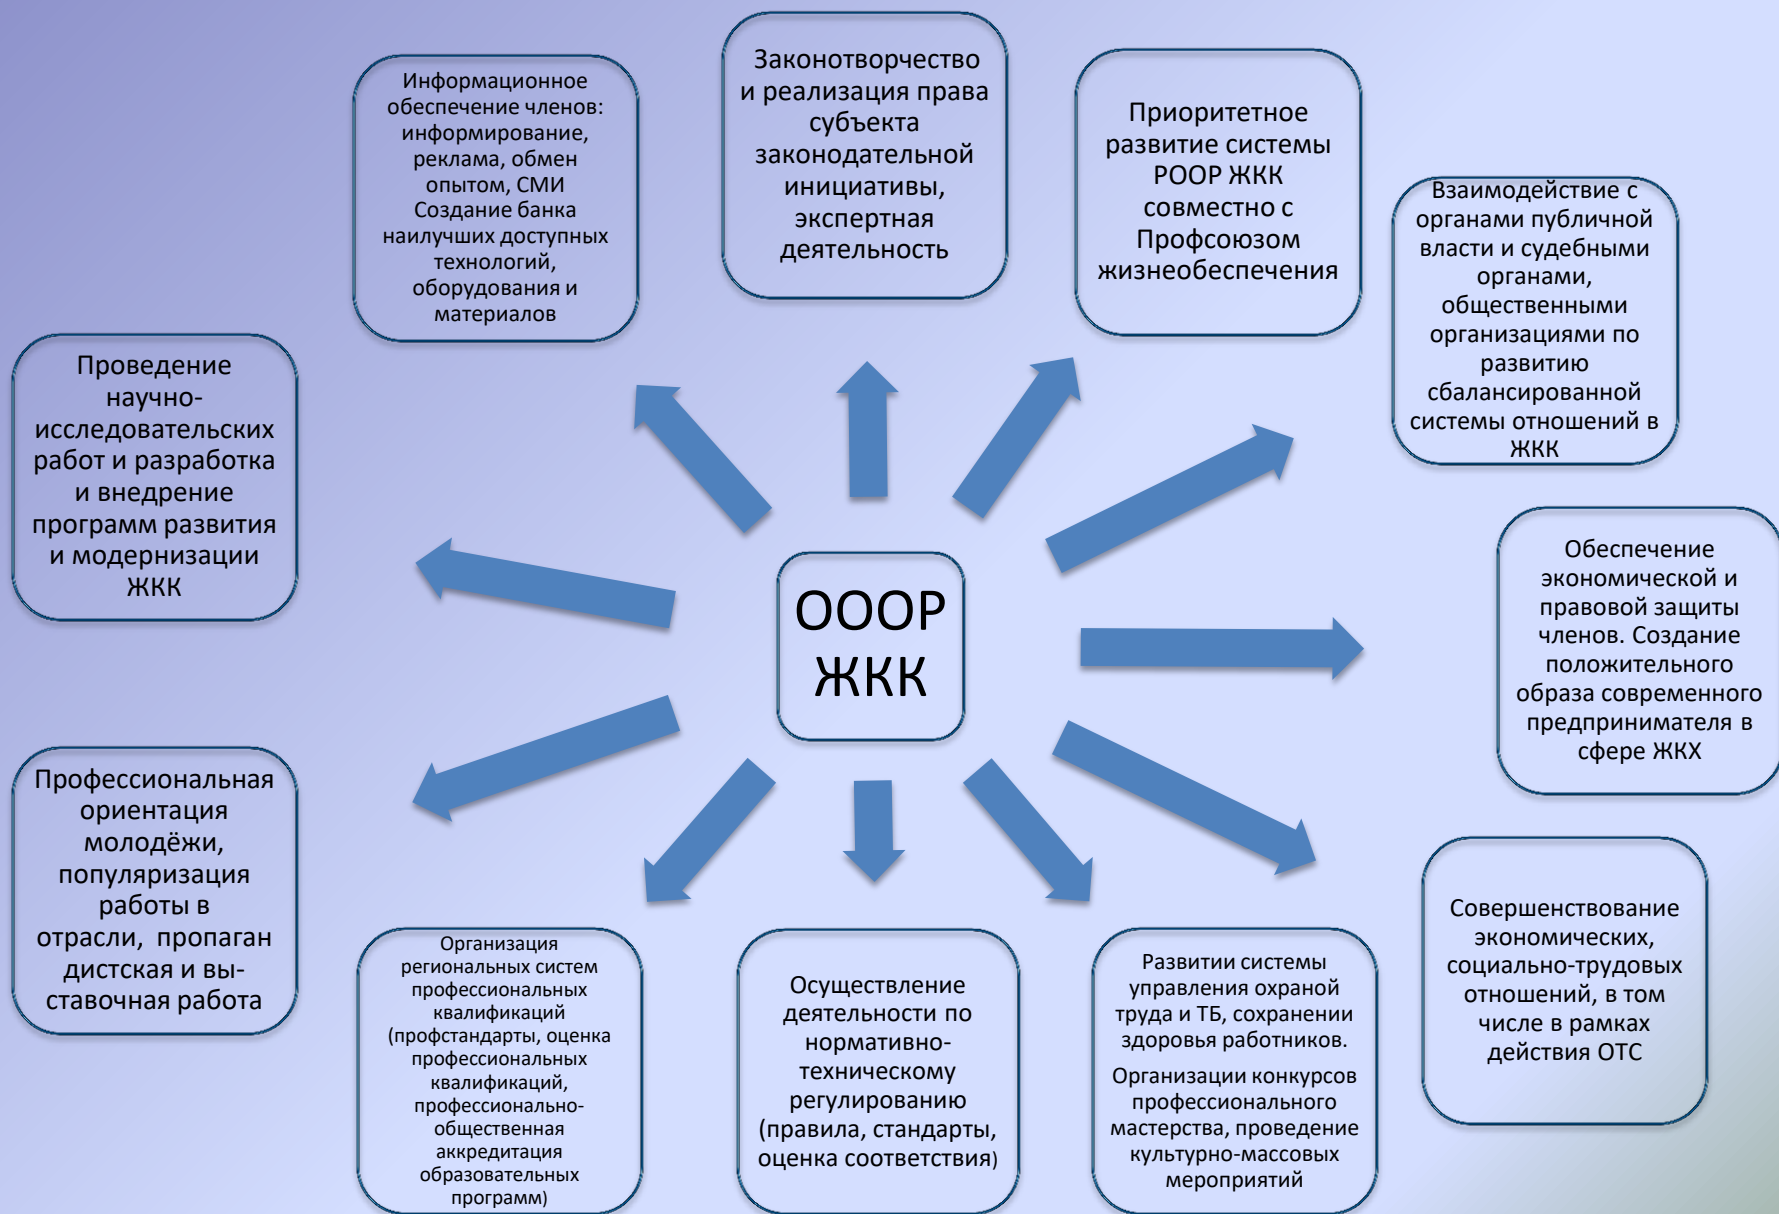 Информационное
обеспечение членов:
информирование,
реклама, обмен
опытом, СМИ
Создание банка
наилучших доступных
технологий,
оборудования и
материалов
Законотворчество
и реализация права
субъекта
законодательной
инициативы,
экспертная
деятельность
Приоритетное
развитие системы
РООР ЖКК
совместно с
Профсоюзом
жизнеобеспечения
Взаимодействие с
органами публичной
власти и судебными
органами,
общественными
организациями по
развитию
сбалансированной
системы отношений в
ЖКК
Проведение
научно-
исследовательских
работ и разработка
и внедрение
программ развития
и модернизации
ЖКК
ОООР
ЖКК
Обеспечение
экономической и
правовой защиты
членов. Создание
положительного
образа современного
предпринимателя в
сфере ЖКХ
Профессиональная
ориентация
молодёжи,
популяризация
работы в
отрасли, пропаган
дистская и вы-
ставочная работа
Организация
региональных систем
профессиональных
квалификаций
(профстандарты, оценка
профессиональных
квалификаций,
профессионально-
общественная
аккредитация
образовательных
программ)
Осуществление
деятельности по
нормативно-
техническому
регулированию
(правила, стандарты,
оценка соответствия)
Развитии системы
управления охраной
труда и ТБ, сохранении
здоровья работников.
Организации конкурсов
профессионального
мастерства, проведение
культурно-массовых
мероприятий
Совершенствование
экономических,
социально-трудовых
отношений, в том
числе в рамках
действия ОТС